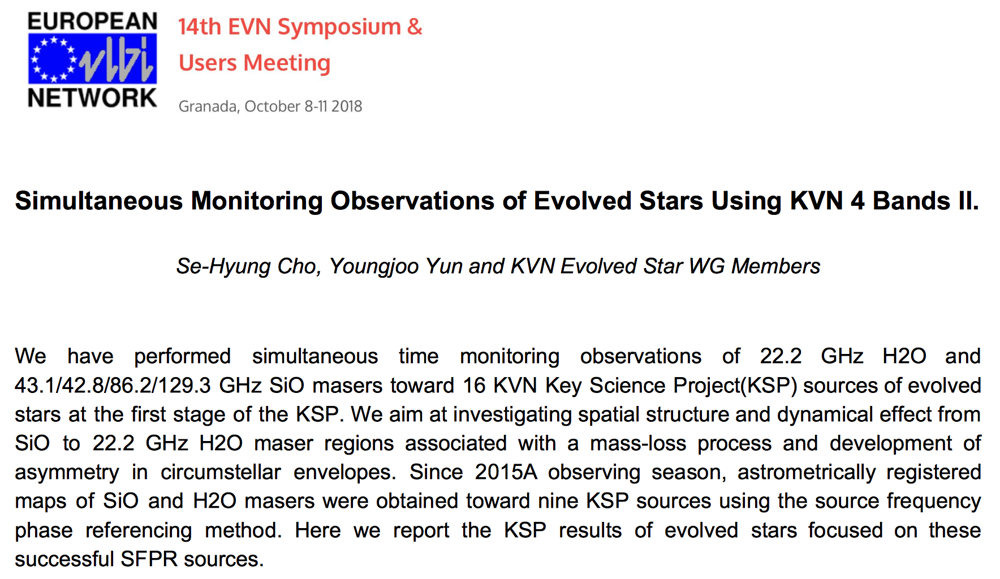 EUROPEAN
vlbi
NETWORK
14th EVN Symposium &
Users Meeting
Granada, October 8-11 2018
Simultaneous Monitoring Observations of Evolved Stars Using KVN 4 Bands II.
Se-Hyung Cho, Youngjoo Yun and KVN Evolved Star WG Members
We have performed simultaneous time monitoring observations of 22.2 GHz H2O and
43.1/42.8/86.2/129.3 GHz SiO masers toward 16 KVN Key Science Project(KSP) sources of evolved
stars at the first stage of the KSP. We aim at investigating spatial structure and dynamical effect from
SiO to 22.2 GHz H2O maser regions associated with a mass-loss process and development of
asymmetry in circumstellar envelopes. Since 2015A observing season, astrometrically registered
maps of SiO and H2O masers were obtained toward nine KSP sources using the source frequency
phase referencing method. Here we report the KSP results of evolved stars focused on these
successful SFPR sources.